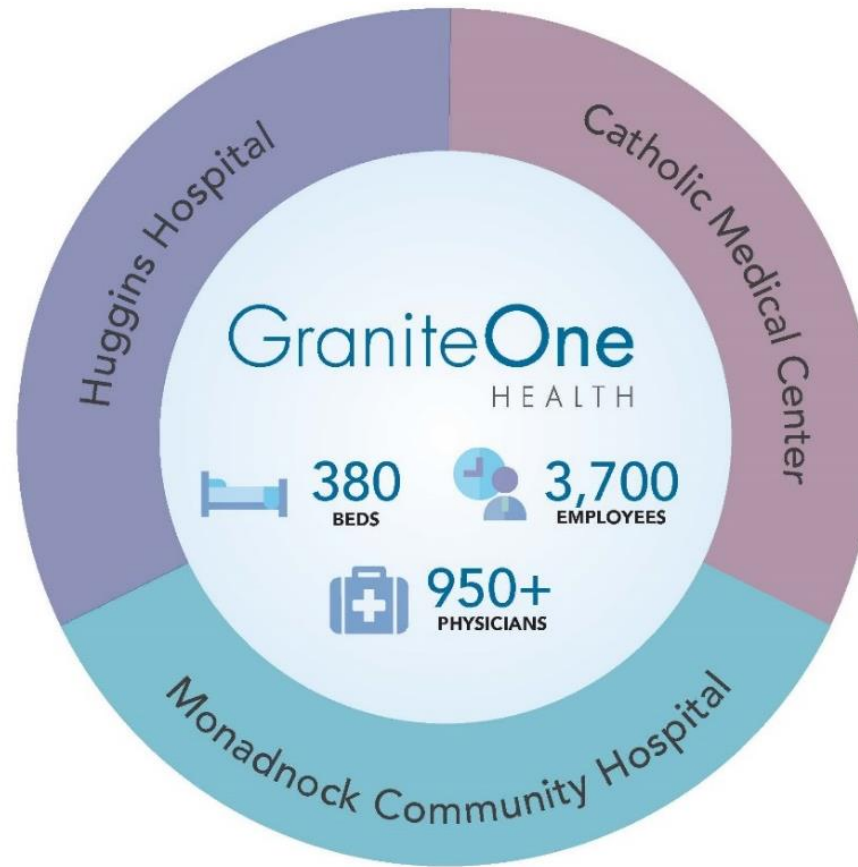 Huggins Hospital
Catholic Medical Center
GraniteOne
HEALTH
380
BEDS
3,700
EMPLOYEES
950+
PHYSICIANS
Monadnock Community Hospital